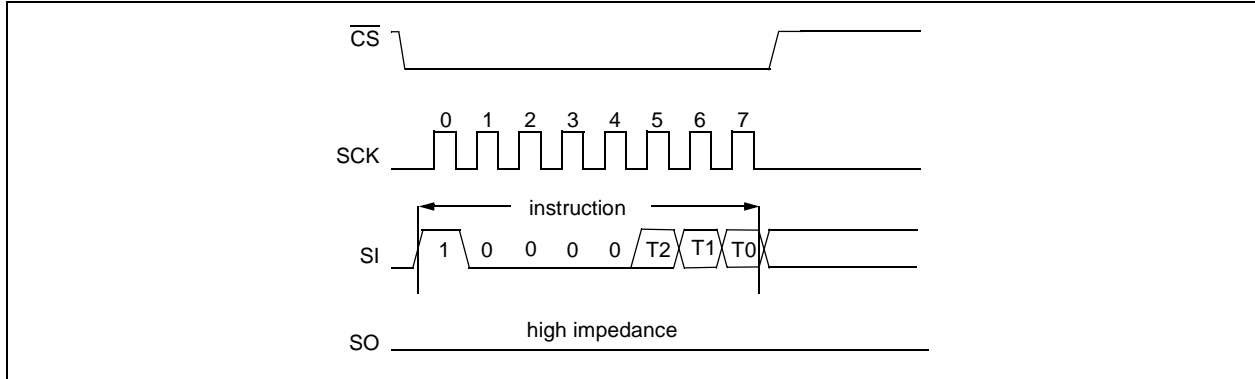 CS
0 1 2 3 4 5 6 7
SCK
instruction
SI
1 0 0 0 0 T2 T1 T0
high impedance
SO